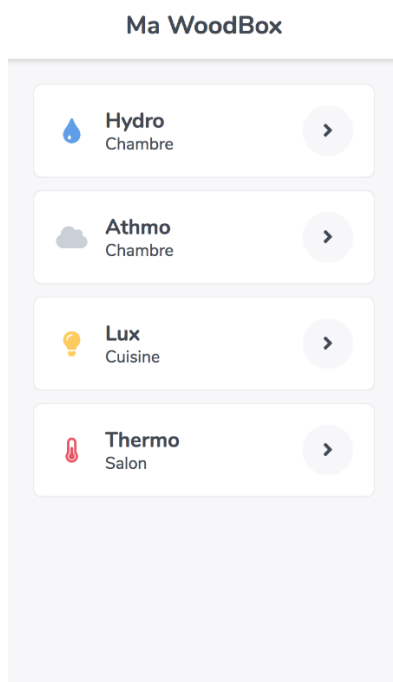 Ma WoodBox
Hydro
Chambre
Athmo
Chambre
Lux
Cuisine
Thermo
Salon